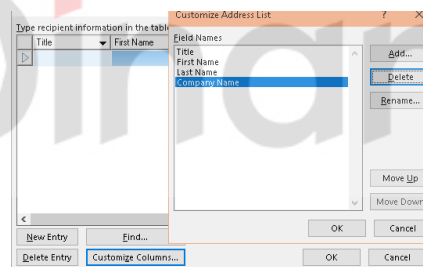 Customize Address List ? X
Type recipient information in the tabl
Title First Name
Field Names
Title
First Name
Last Name
Company Name
Add...
Delete
Rename...
Move Up
Move Down
OK Cancel
New Entry Find...
Delete Entry Customize Columns...
OK Cancel